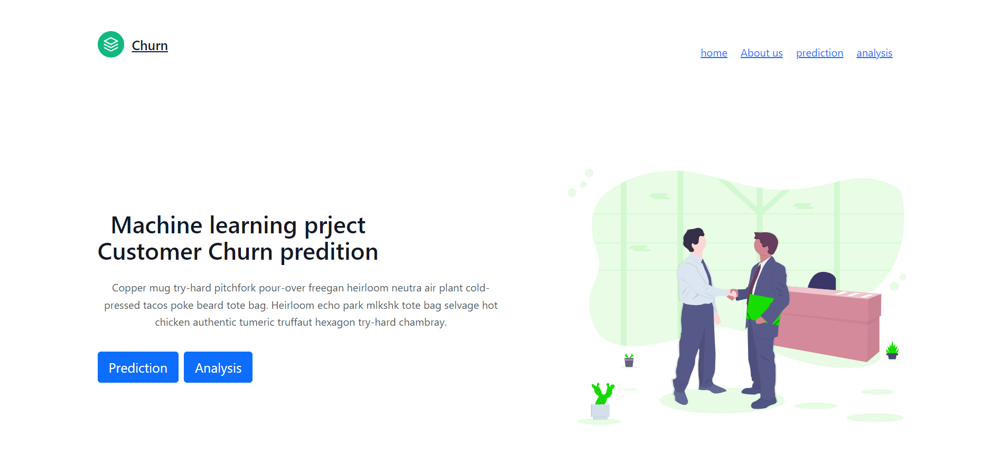 Churn
home About us prediction analysis
Machine learning prject
Customer Churn predition
Copper mug try-hard pitchfork pour-over freegan heirloom neutra air plant cold-
pressed tacos poke beard tote bag. Heirloom echo park mlkshk tote bag selvage hot
chicken authentic tumeric truffaut hexagon try-hard chambray.
Prediction Analysis